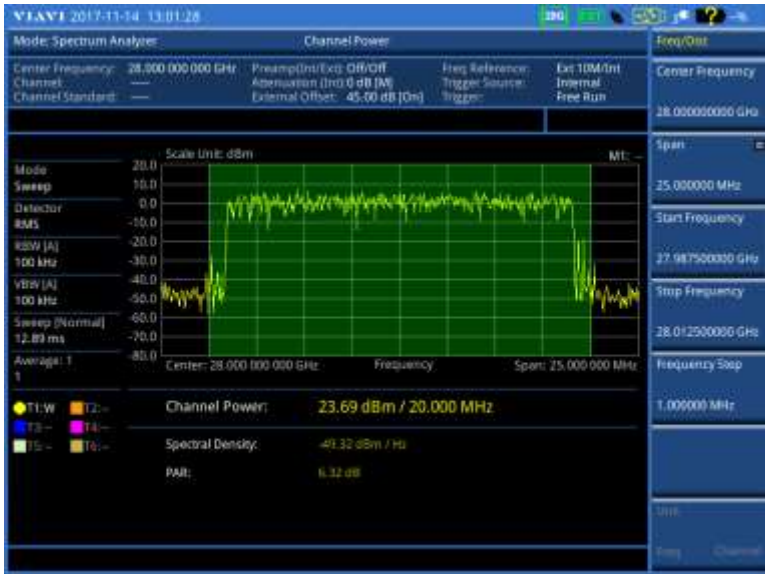 VIAVI 2017-11-14 13:01:28
Mode: Spectrum Analyzer Channel Power Freq/Dist
Center Frequency: 28.000 000 000 GHz Preamp(Int/Ext): Off/Off Freq Reference: Ext 10M/Int
Channel: --- Attenuation (Int): 0 dB [M] Trigger Source: Internal
Channel Standard: --- External Offset: 45.00 dB [On] Trigger: Free Run
Center Frequency
28.000000000 GHz
Scale Unit: dBm M1: --
Span
25.000000 MHz
Mode
Sweep
Detector
RMS
RBW [A]
100 kHz
VBW [A]
100 kHz
Sweep [Normal]
12.89 ms
Average: 1
1
20.0
10.0
0.0
-10.0
-20.0
-30.0
-40.0
-50.0
-60.0
-70.0
-80.0
Center: 28.000 000 000 GHz Frequency Span: 25.000 000 MHz
Start Frequency
27.987500000 GHz
Stop Frequency
28.012500000 GHz
Frequency Step
1.000000 MHz
T1:W T2:--
T3:-- T4:--
T5:-- T6:--
Channel Power: 23.69 dBm / 20.000 MHz
Spectral Density: -49.32 dBm / Hz
PAR: 6.32 dB
Unit
Freq Channel